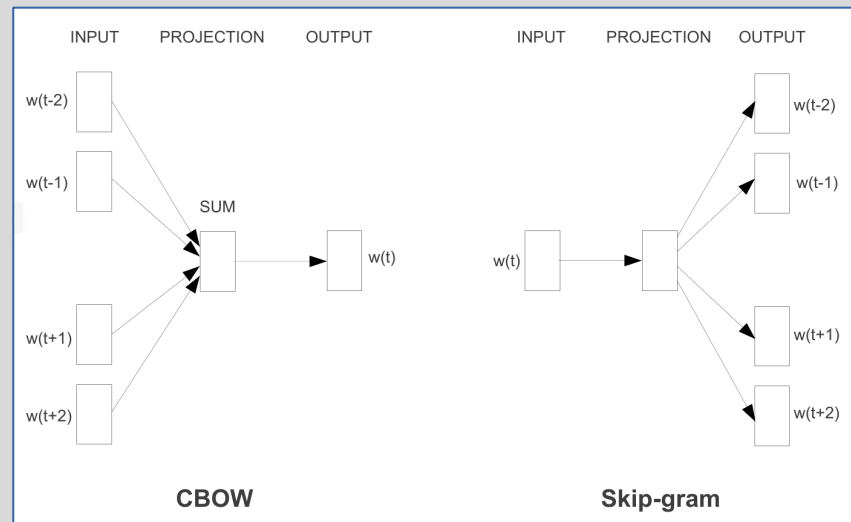 INPUT PROJECTION OUTPUT
w(t-2)
w(t-1)
SUM
w(t)
w(t+1)
w(t+2)
CBOW
INPUT PROJECTION OUTPUT
w(t-2)
w(t-1)
w(t)
w(t+1)
w(t+2)
Skip-gram